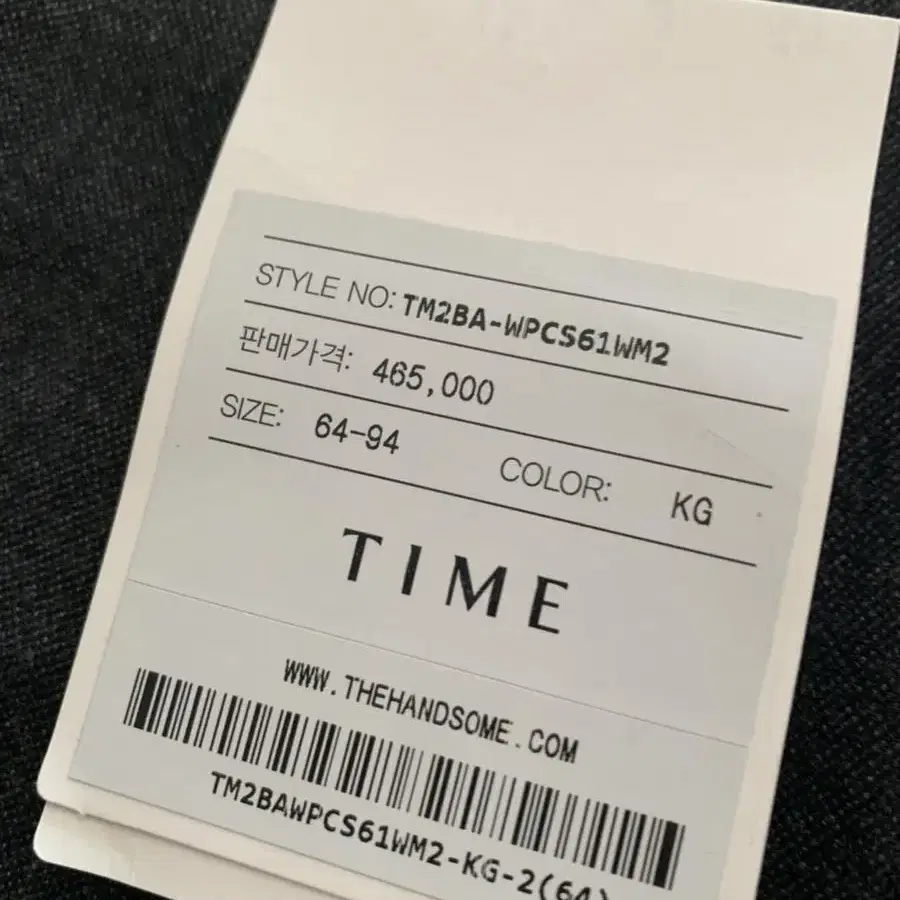 STYLE NO: TM2BA-WPCS61WM2
판매가격: 465,000
SIZE: 64-94 COLOR: KG
TIME
WWW.THEHANDSOME.COM
TM2BAWPCS61WM2-KG-2(64)